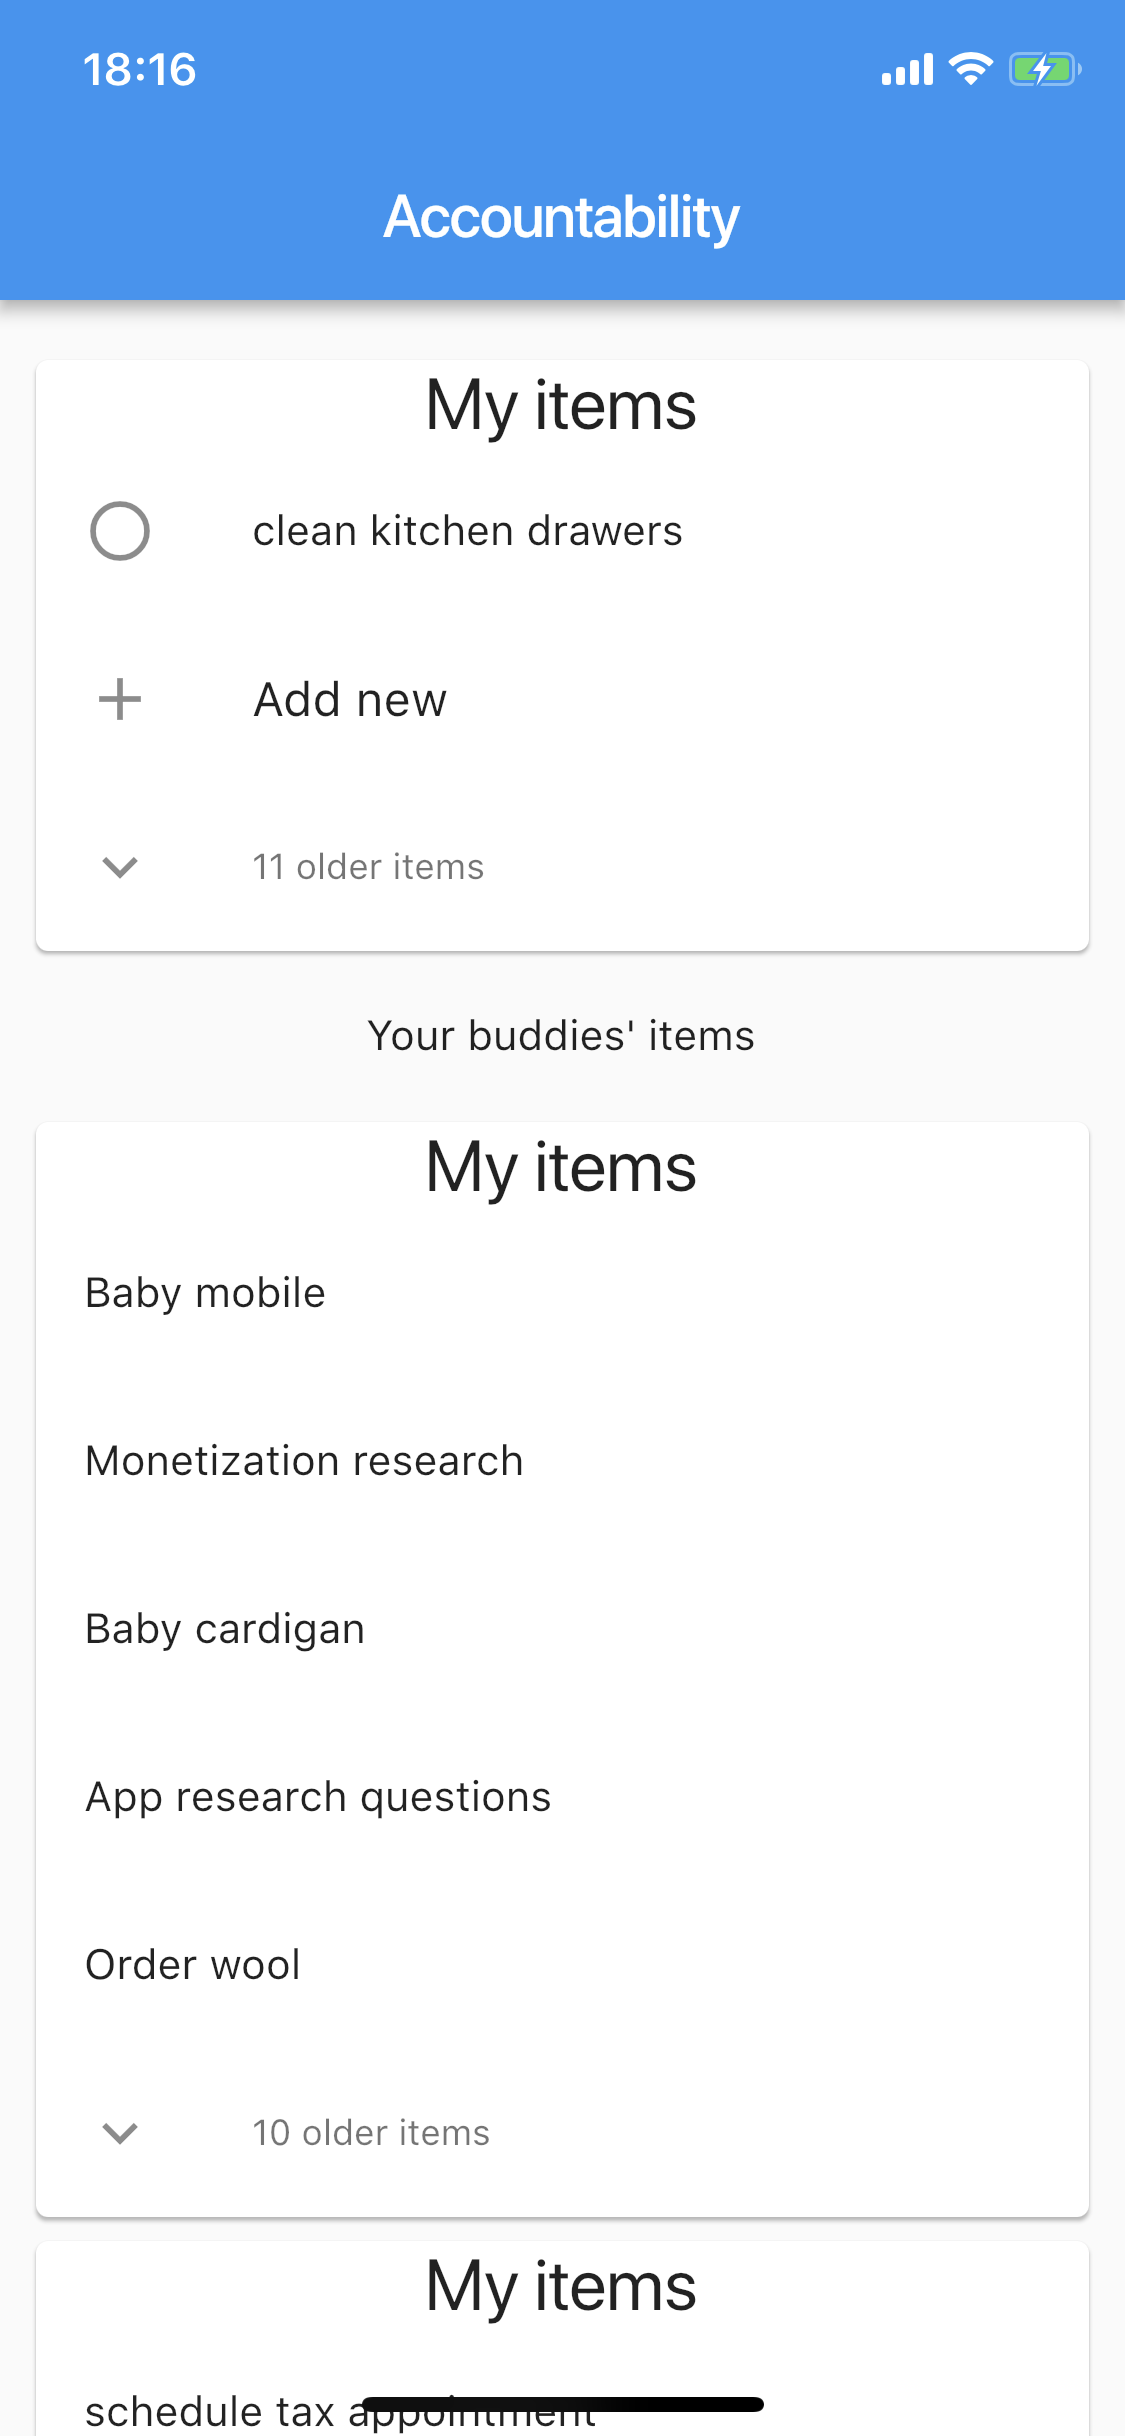 18:16
Accountability
My items
clean kitchen drawers
Add new
11 older items
Your buddies' items
My items
Baby mobile
Monetization research
Baby cardigan
App research questions
Order wool
10 older items
My items
schedule tax appointment